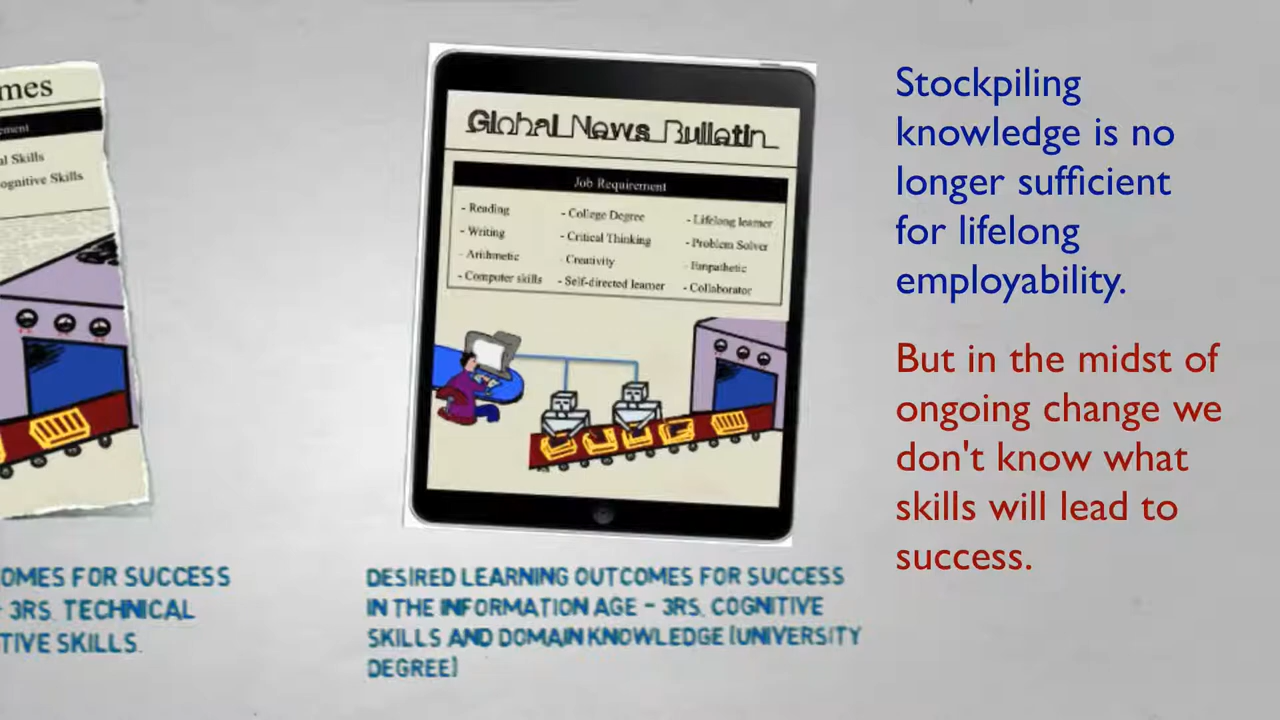 mes
ement
al Skills
ognitive Skills
OMES FOR SUCCESS
- 3RS, TECHNICAL
TIVE SKILLS.
Global News Bulletin
Job Requirement
- Reading
- Writing
- Arithmetic
- Computer skills
- College Degree
- Critical Thinking
- Creativity
- Self-directed learner
- Lifelong learner
- Problem Solver
- Empathetic
- Collaborator
DESIRED LEARNING OUTCOMES FOR SUCCESS
IN THE INFORMATION AGE - 3RS, COGNITIVE
SKILLS AND DOMAIN KNOWLEDGE (UNIVERSITY
DEGREE)
Stockpiling
knowledge is no
longer sufficient
for lifelong
employability.
But in the midst of
ongoing change we
don't know what
skills will lead to
success.